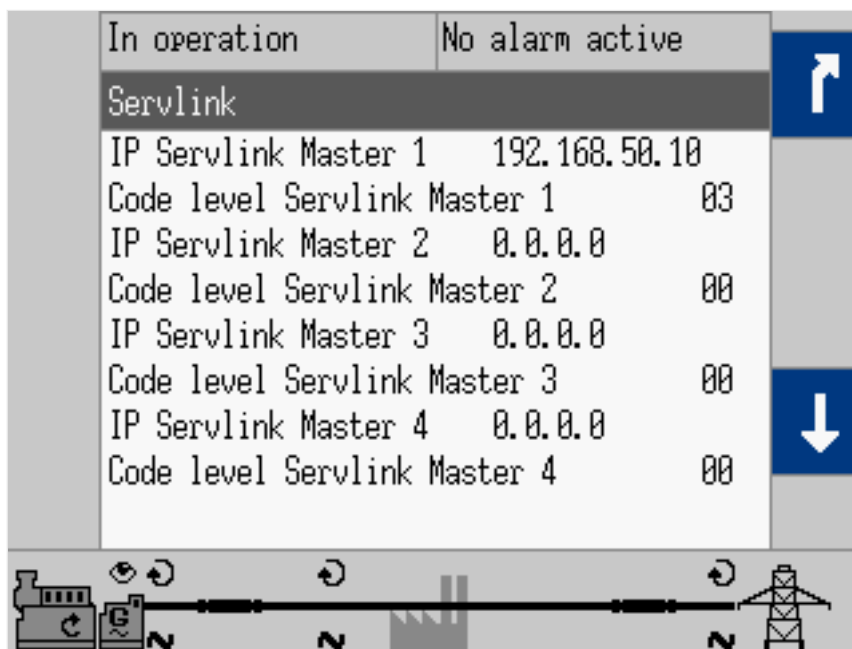 In operation No alarm active
Servlink
IP Servlink Master 1 192.168.50.10
Code level Servlink Master 1 03
IP Servlink Master 2 0.0.0.0
Code level Servlink Master 2 00
IP Servlink Master 3 0.0.0.0
Code level Servlink Master 3 00
IP Servlink Master 4 0.0.0.0
Code level Servlink Master 4 00
G